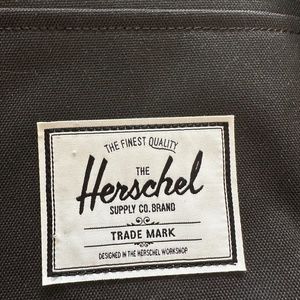 THE FINEST QUALITY
THE
Herschel
SUPPLY CO. BRAND
TRADE MARK
DESIGNED IN THE HERSCHEL WORKSHOP